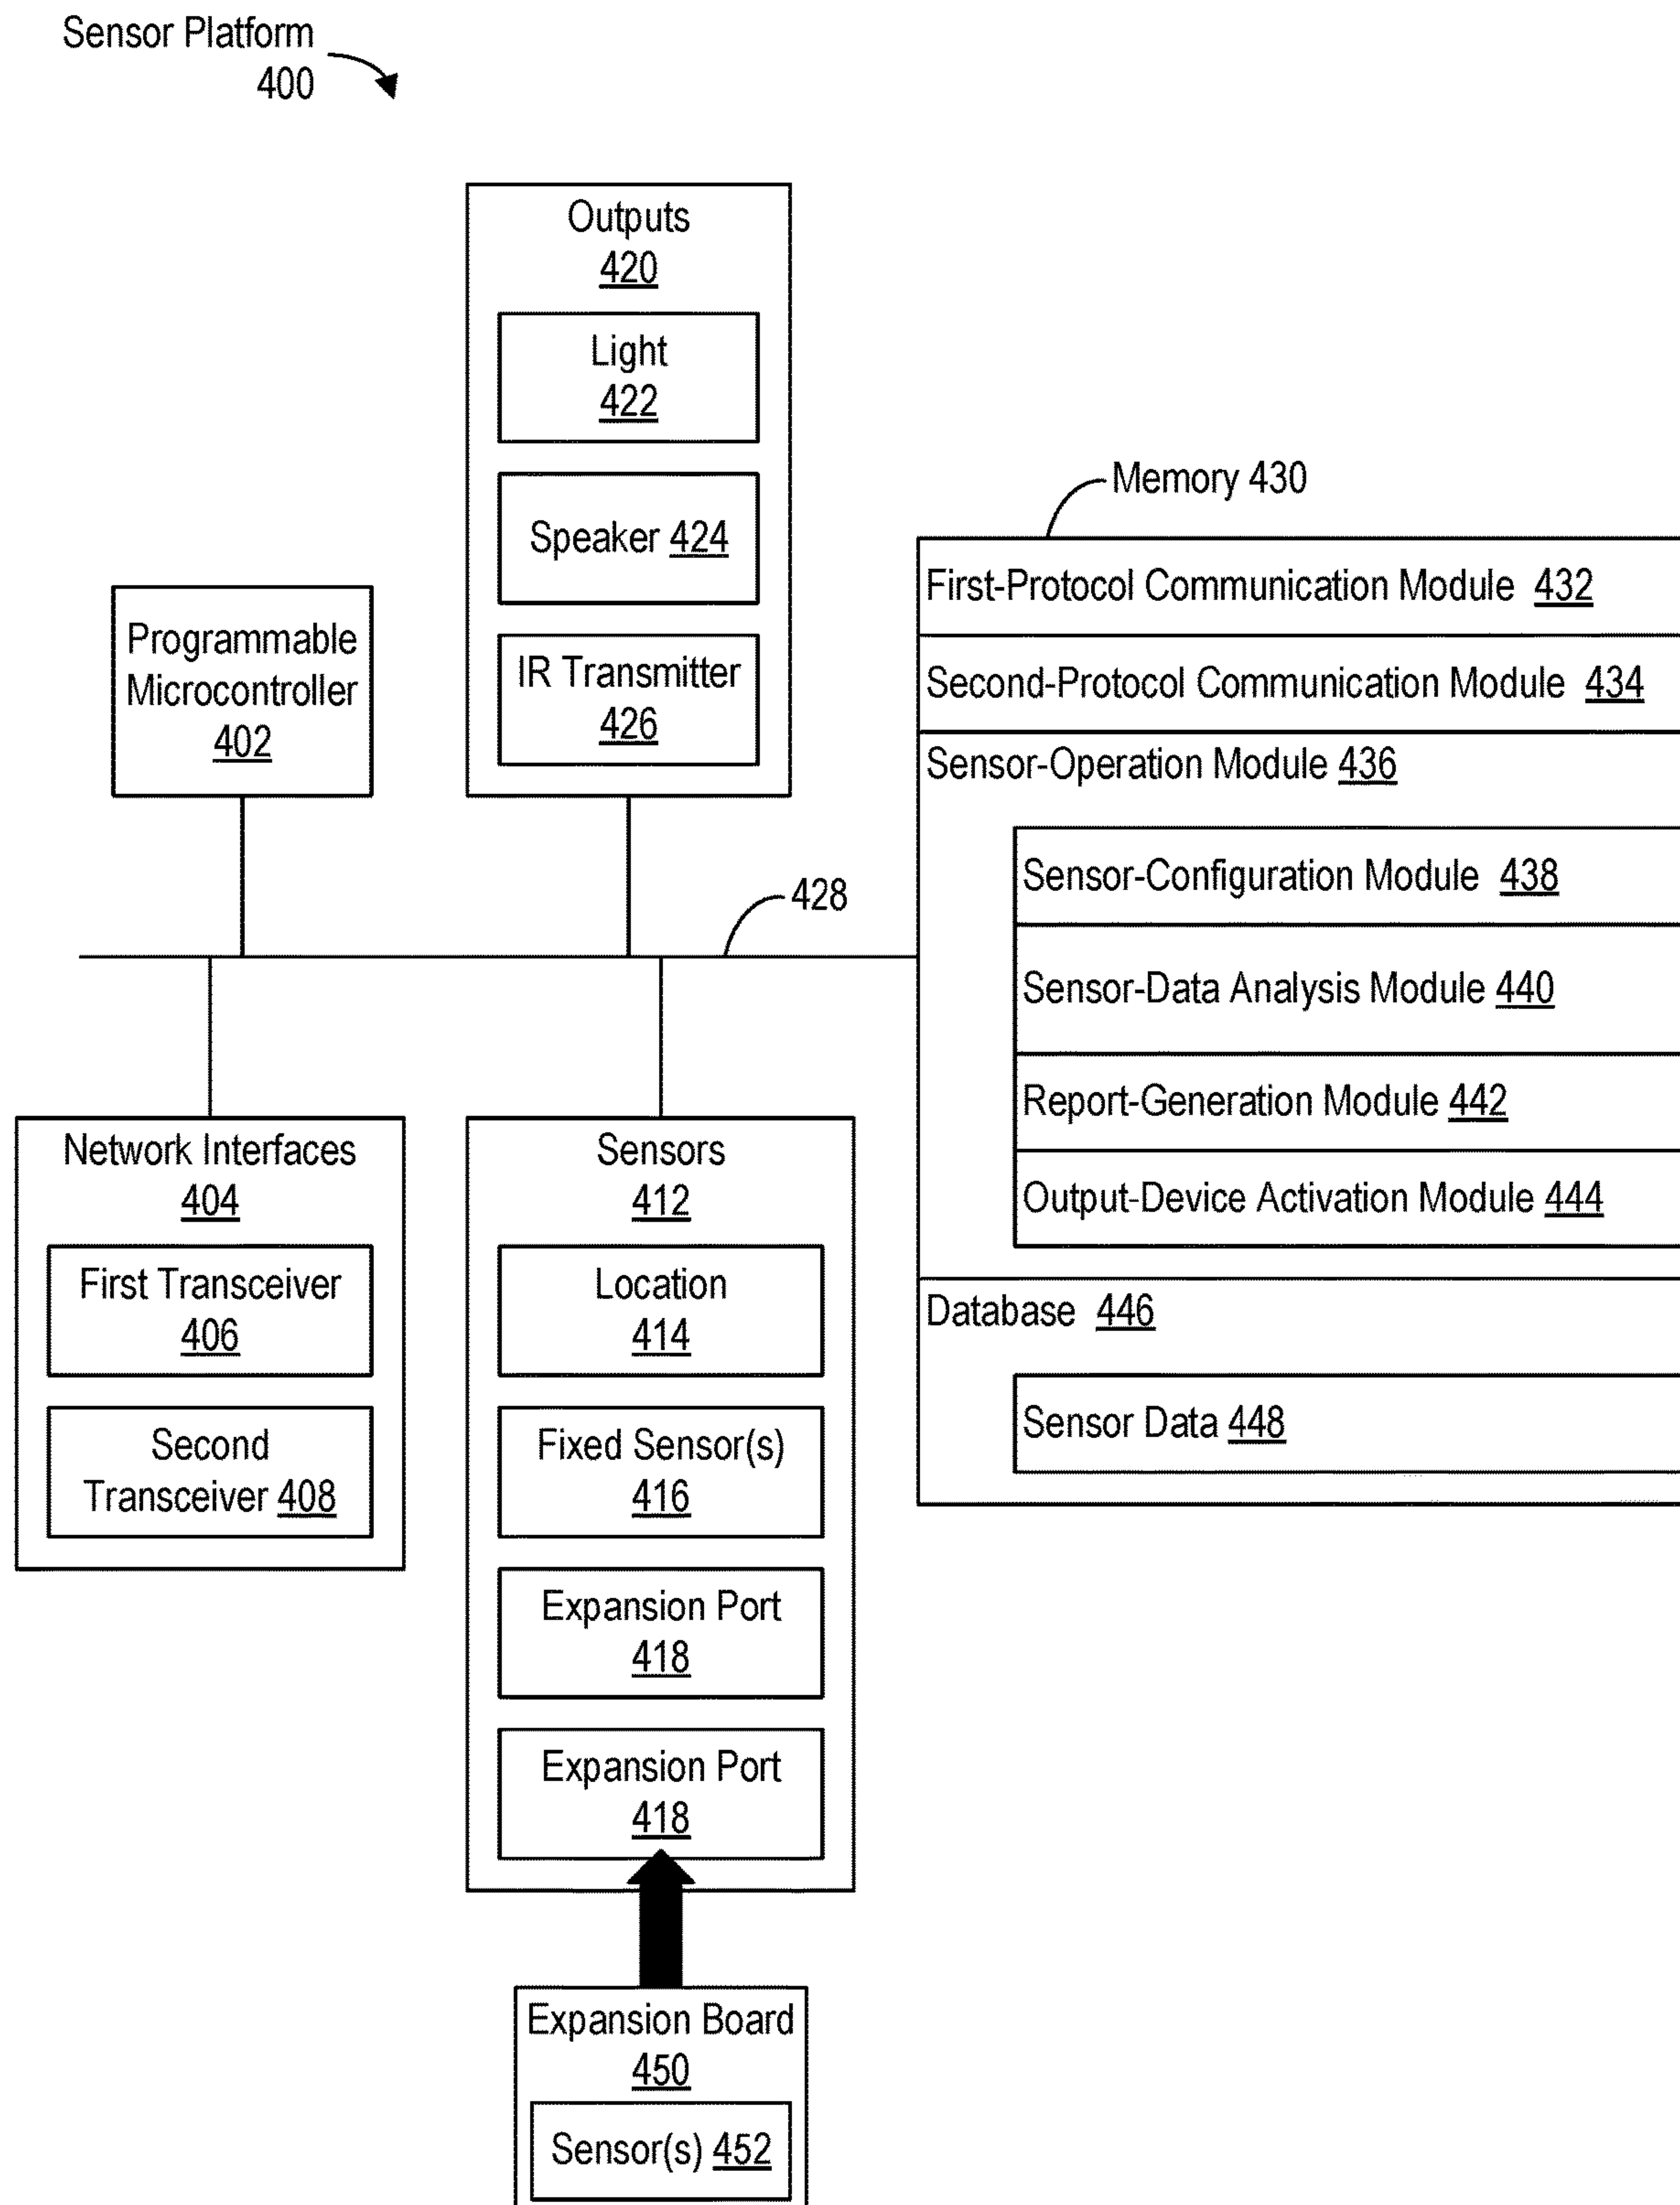 Sensor Platform
400
Outputs
420
Light
422
Speaker 424
IR Transmitter
426
Programmable
Microcontroller
402
428
Memory 430
First-Protocol Communication Module 432
Second-Protocol Communication Module 434
Sensor-Operation Module 436
Sensor-Configuration Module 438
Sensor-Data Analysis Module 440
Report-Generation Module 442
Output-Device Activation Module 444
Database 446
Sensor Data 448
Network Interfaces
404
First Transceiver
406
Second
Transceiver 408
Sensors
412
Location
414
Fixed Sensor(s)
416
Expansion Port
418
Expansion Port
418
Expansion Board
450
Sensor(s) 452